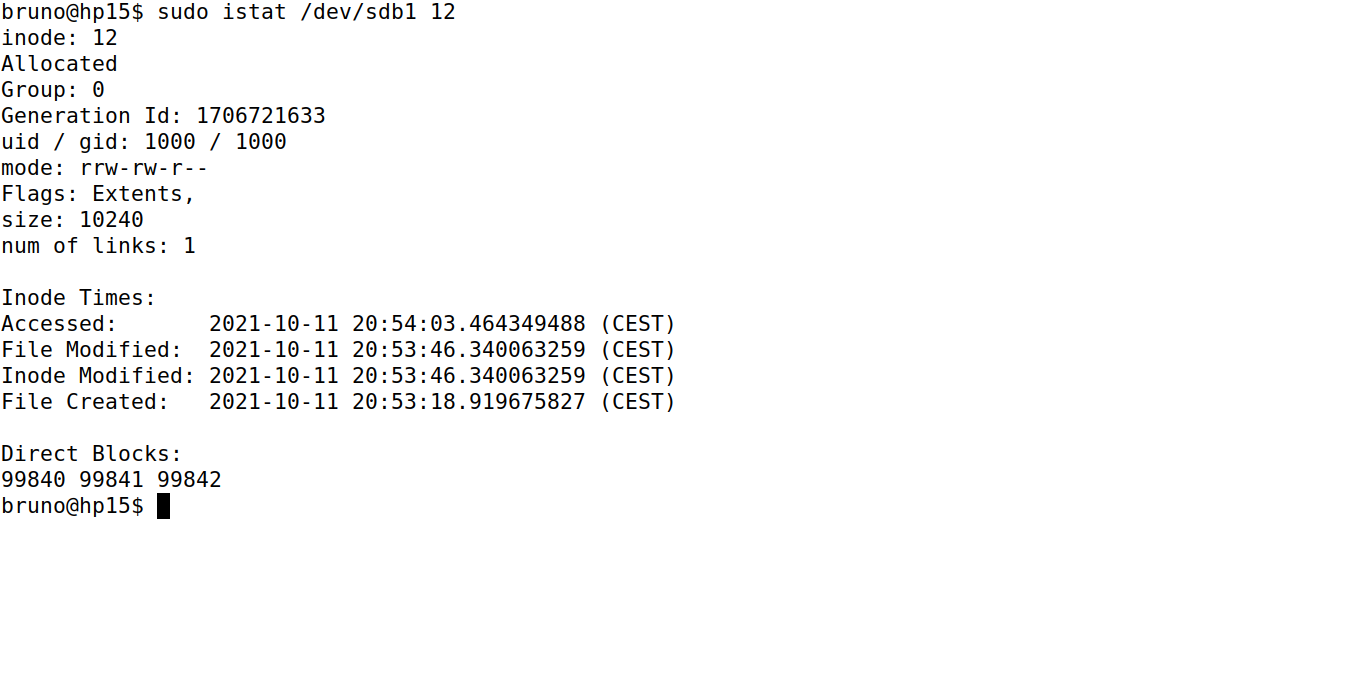 bruno@hp15$ sudo istat /dev/sdb1 12
inode: 12
Allocated
Group: 0
Generation Id: 1706721633
uid / gid: 1000 / 1000
mode: rrw-rw-r--
Flags: Extents,
size: 10240
num of links: 1

Inode Times:
Accessed:       2021-10-11 20:54:03.464349488 (CEST)
File Modified:  2021-10-11 20:53:46.340063259 (CEST)
Inode Modified: 2021-10-11 20:53:46.340063259 (CEST)
File Created:   2021-10-11 20:53:18.919675827 (CEST)

Direct Blocks:
99840 99841 99842
bruno@hp15$